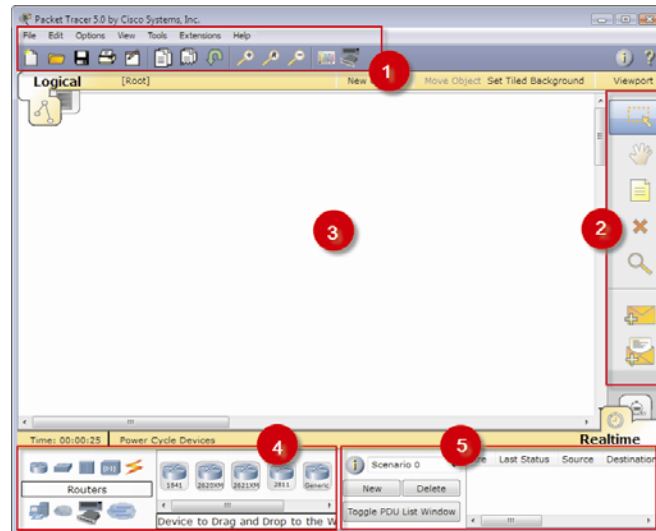 Packet Tracer 5.0 by Cisco Systems, Inc.
File Edit Options View Tools Extensions Help
1
Logical [Root] New Move Object Set Tiled Background Viewport
2
3
Time: 00:00:25 Power Cycle Devices Realtime
4
5
Routers
1841 2620XM 2621XM 2811 Generic
Device to Drag and Drop to the W
Scenario 0
New Delete
Toggle PDU List Window
re Last Status Source Destination